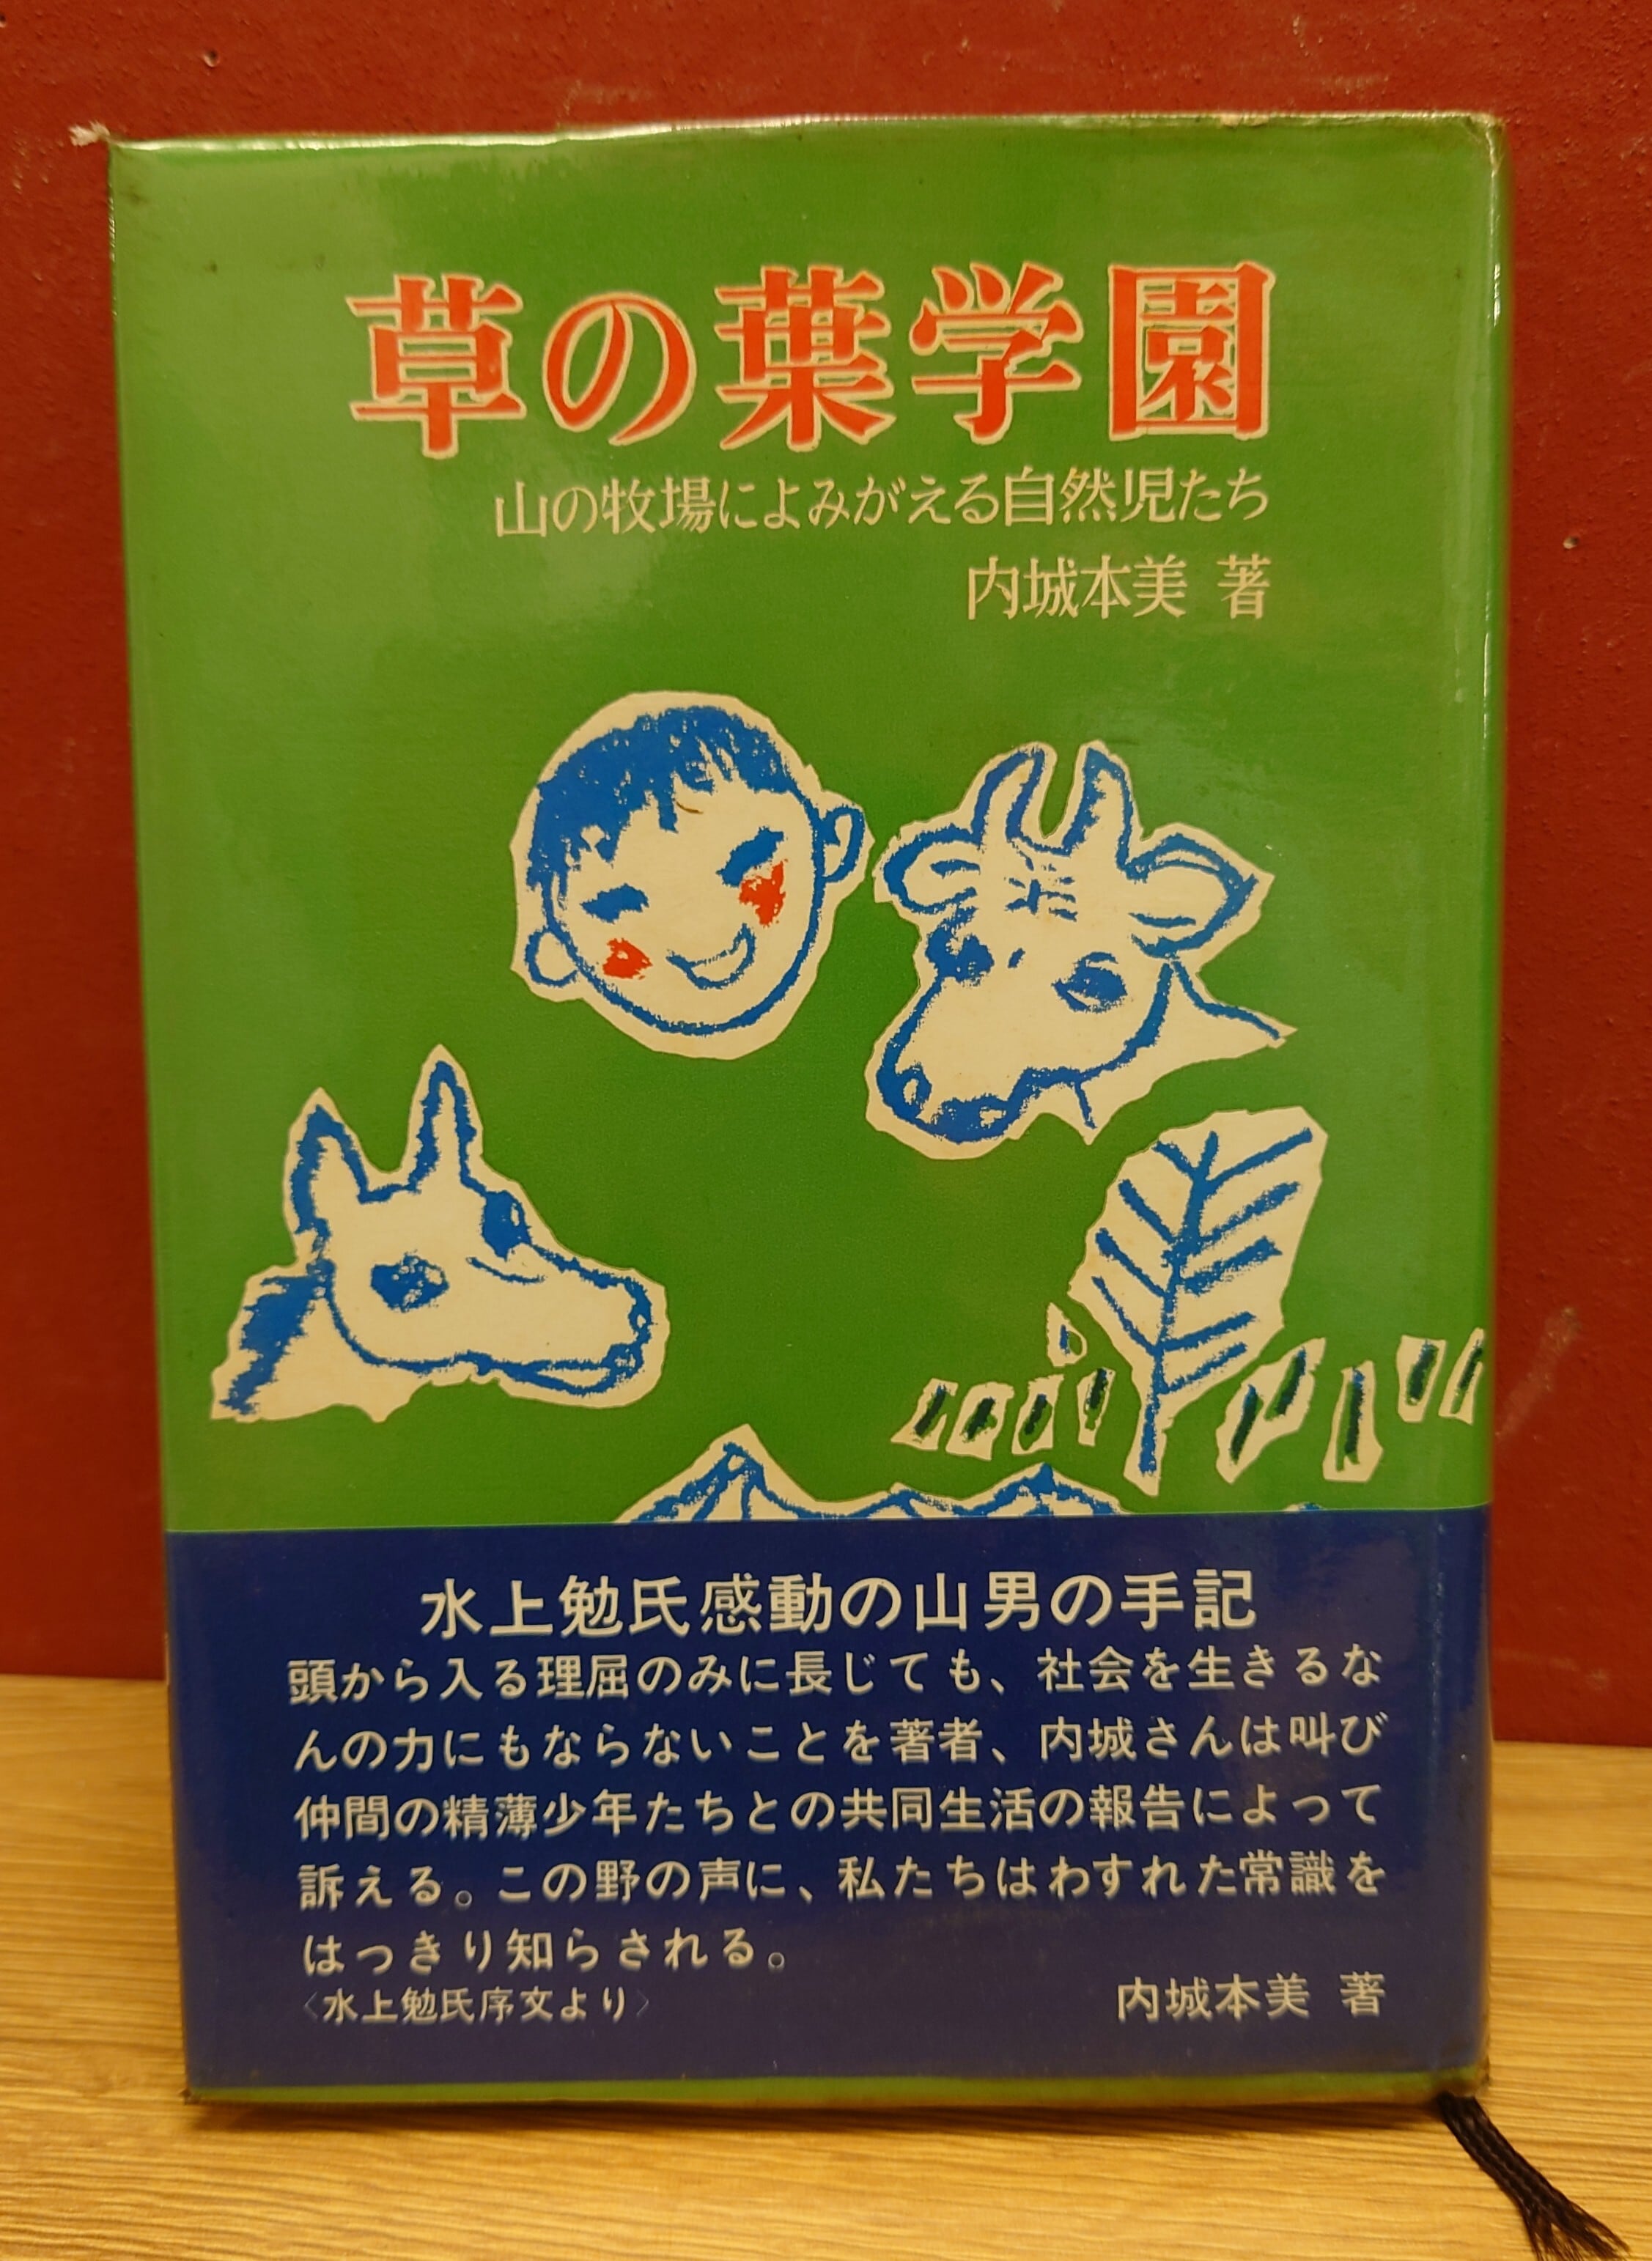 草の葉学園
山の牧場によみがえる自然児たち
内城本美 著
水上勉氏感動の山男の手記
頭から入る理屈のみに長じても、社会を生きるな
んの力にもならないことを著者、内城さんは叫び
仲間の精薄少年たちとの共同生活の報告によって
訴える。この野の声に、私たちはわすれた常識を
はっきり知らされる。
〈水上勉氏序文より〉
内城本美 著